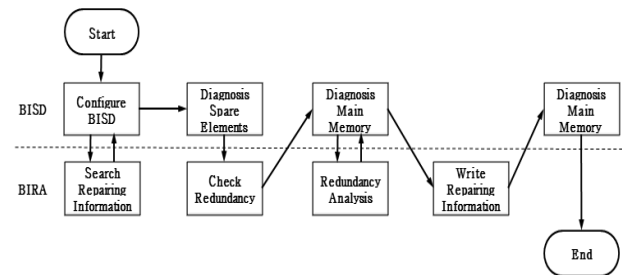 Start
BISD
Configure
BISD
Diagnosis
Spare
Elements
Diagnosis
Main
Memory
Diagnosis
Main
Memory
BIRA
Search
Repairing
Information
Check
Redundancy
Redundancy
Analysis
Write
Repairing
Information
End